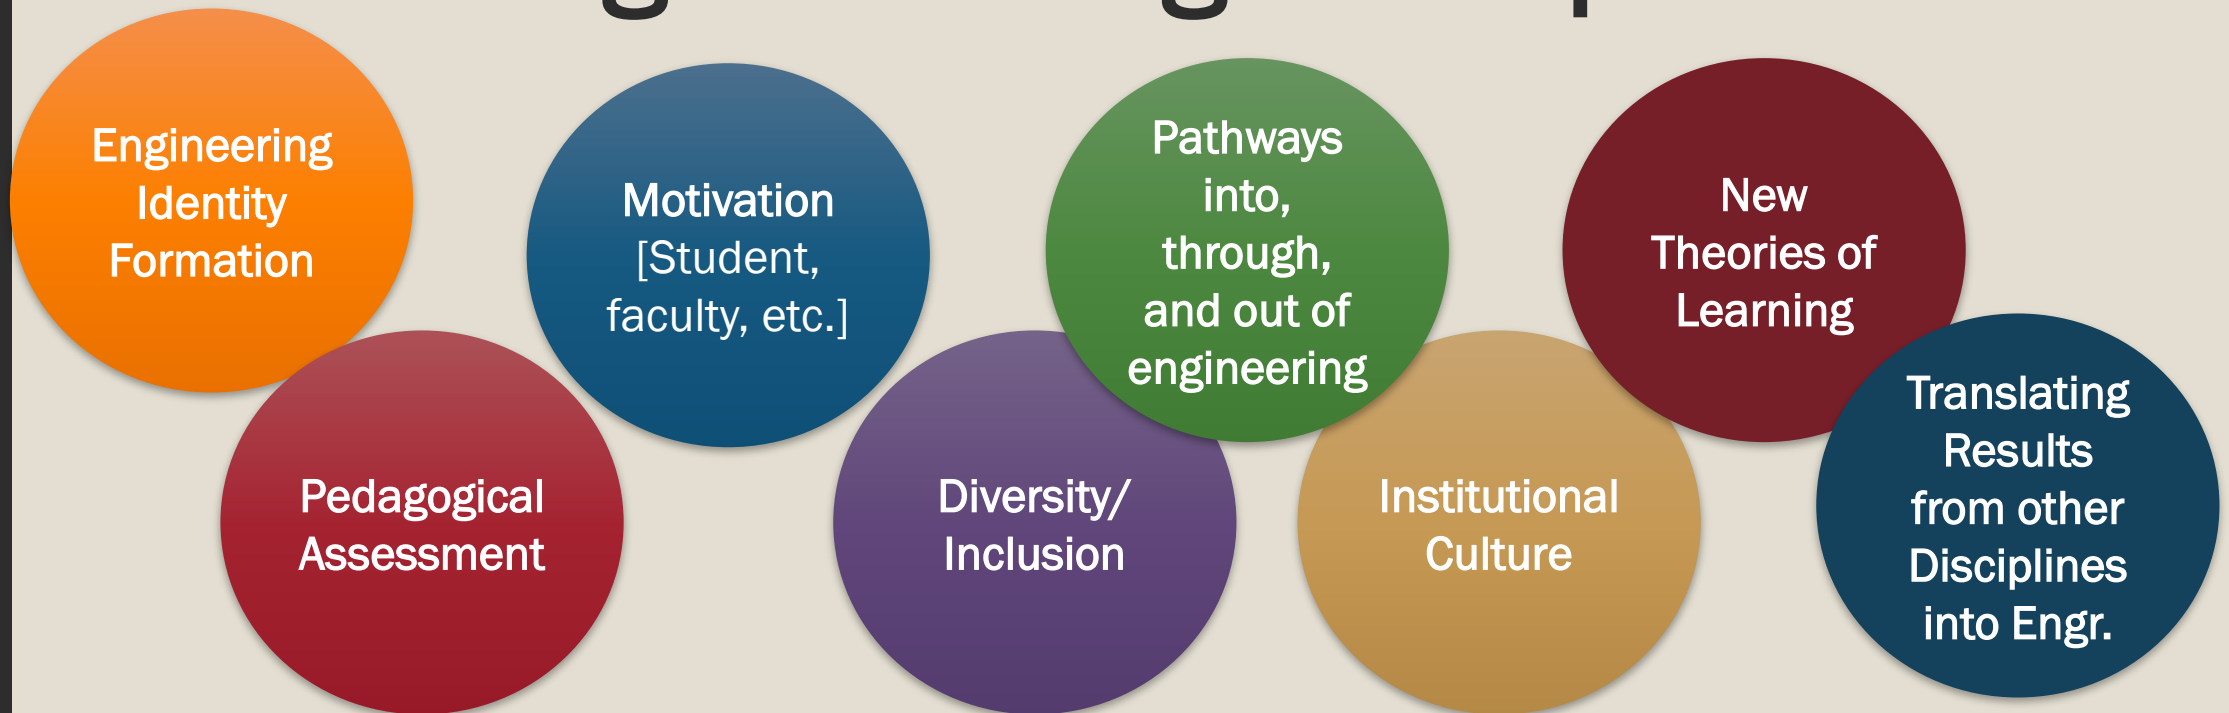 Engineering
Identity
Formation
Motivation
[Student,
faculty, etc.]
Pathways
into,
through,
and out of
engineering
New
Theories of
Learning
Pedagogical
Assessment
Diversity/
Inclusion
Institutional
Culture
Translating
Results
from other
Disciplines
into Engr.